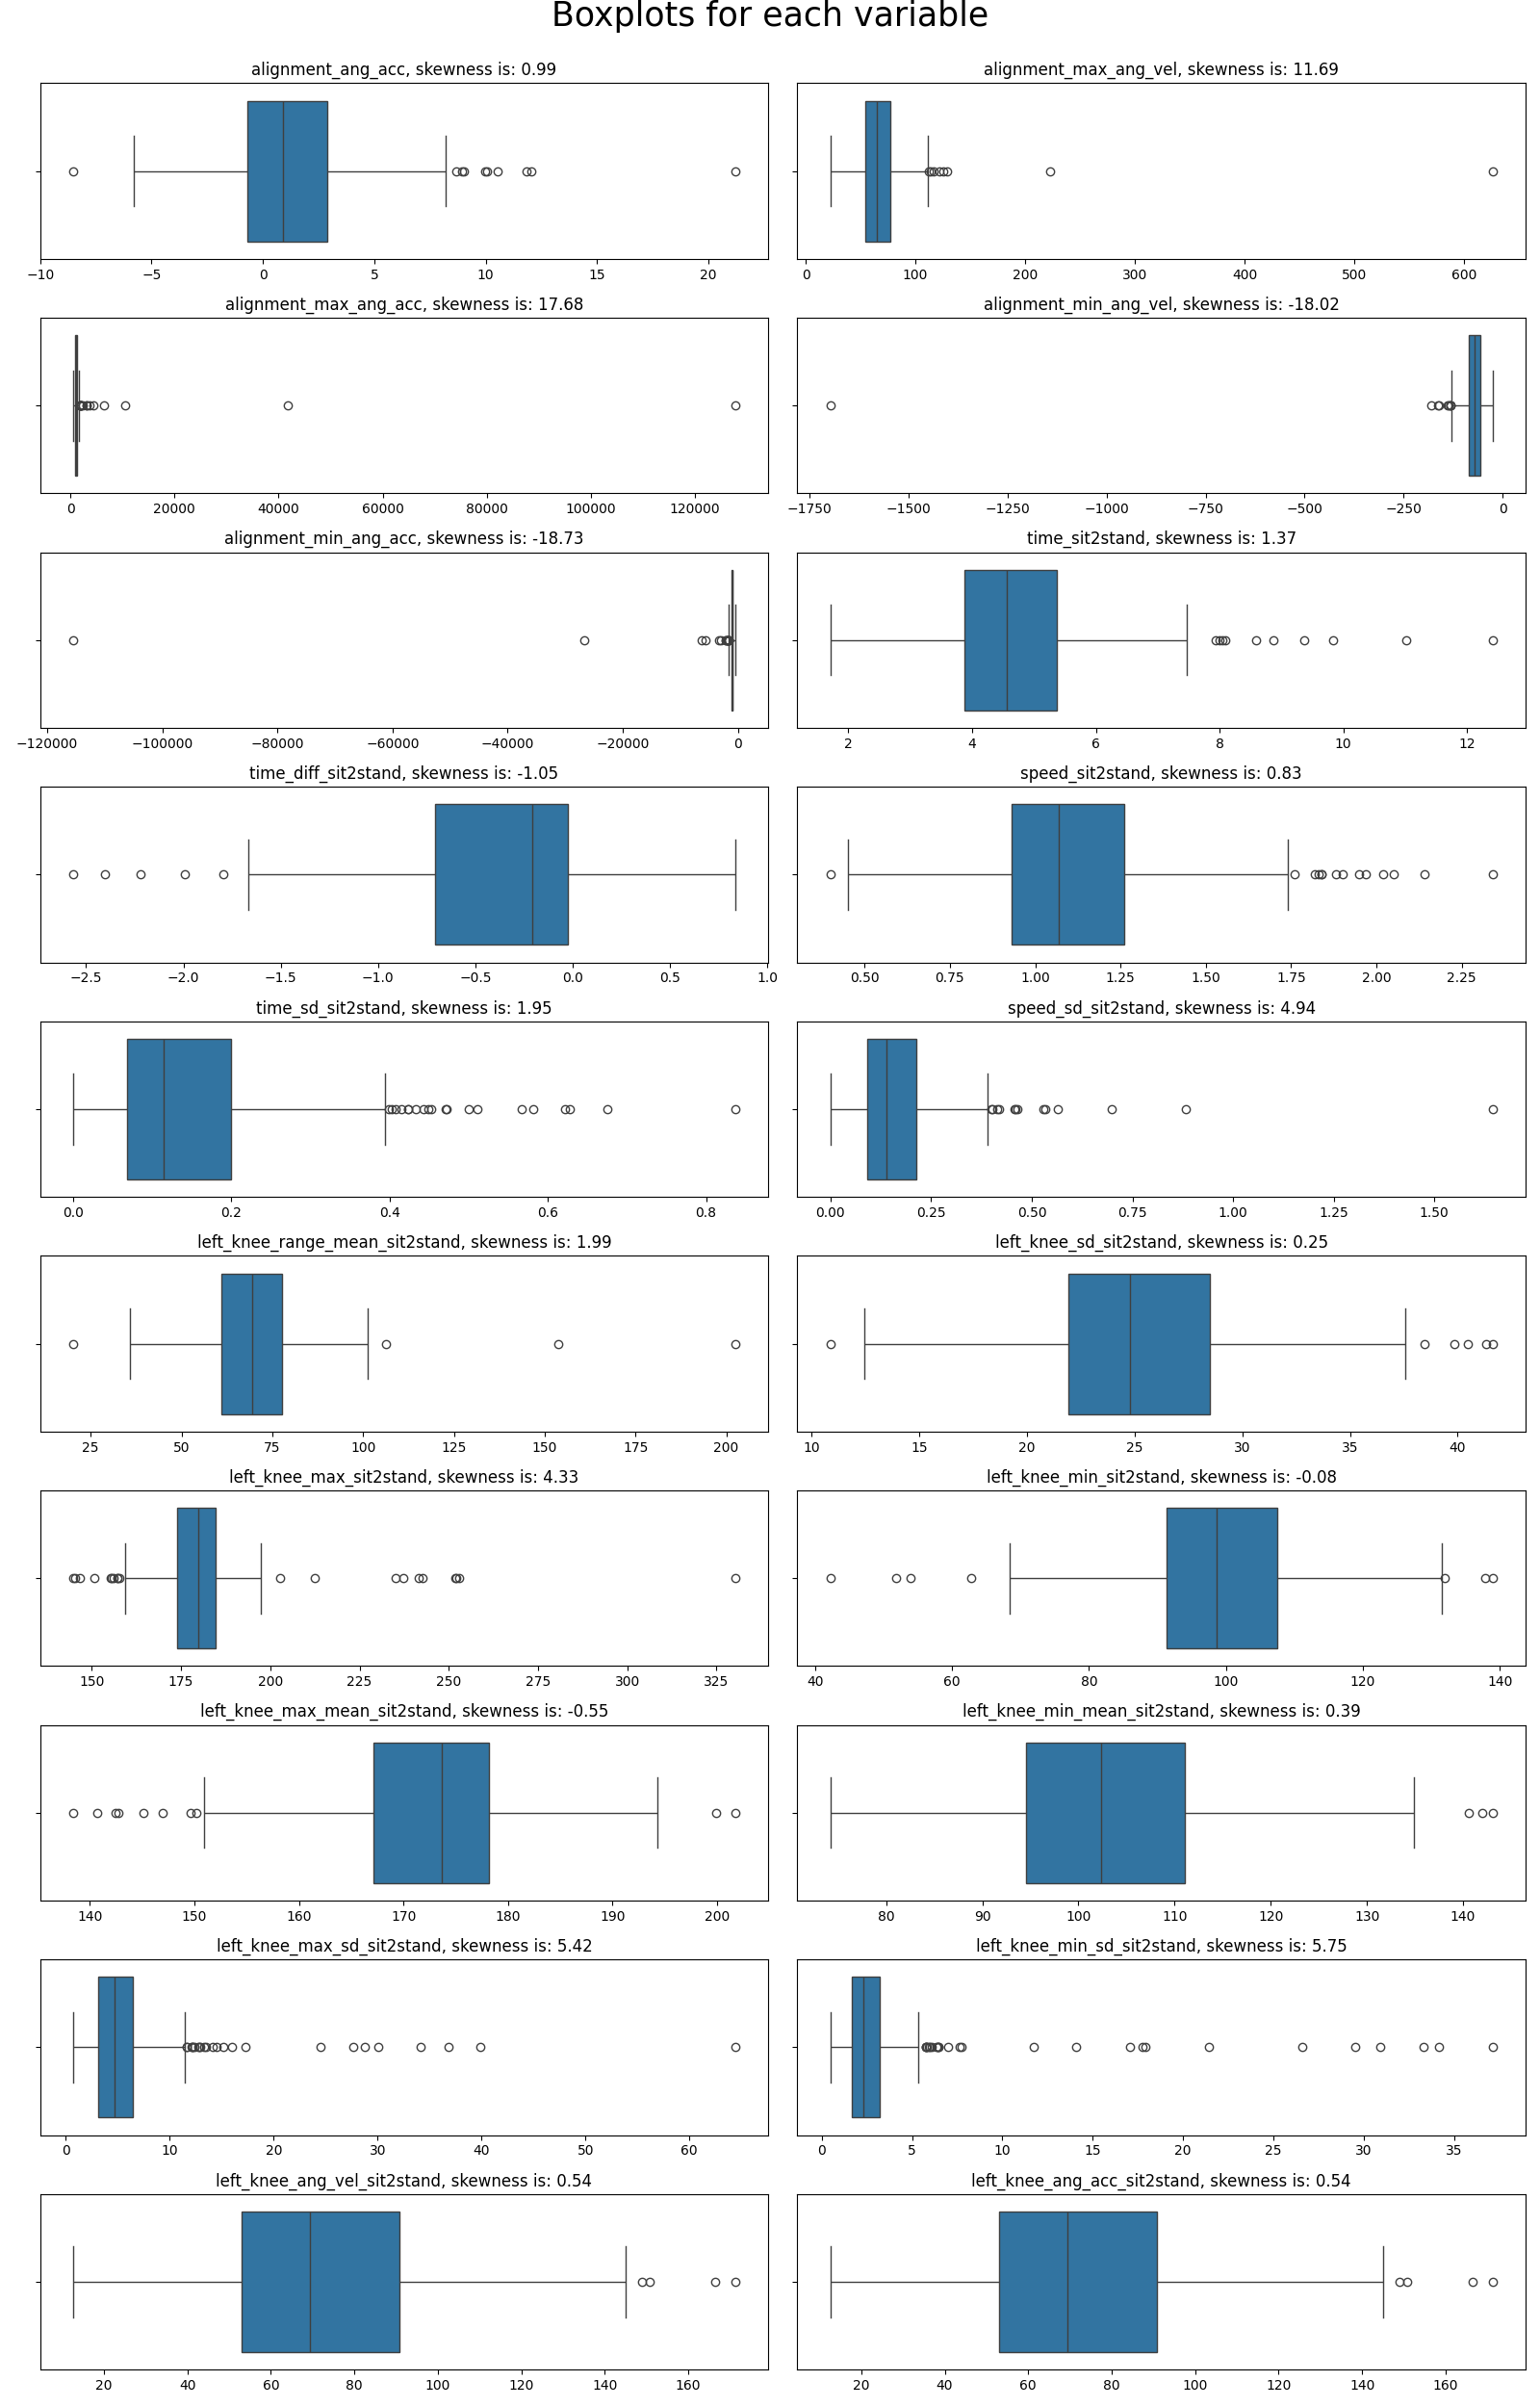 Boxplots for each variable
alignment_ang_acc, skewness is: 0.99
−10 −5 0 5 10 15 20
alignment_max_ang_vel, skewness is: 11.69
0 100 200 300 400 500 600
alignment_max_ang_acc, skewness is: 17.68
0 20000 40000 60000 80000 100000 120000
alignment_min_ang_vel, skewness is: -18.02
−1750 −1500 −1250 −1000 −750 −500 −250 0
alignment_min_ang_acc, skewness is: -18.73
−120000 −100000 −80000 −60000 −40000 −20000 0
time_sit2stand, skewness is: 1.37
2 4 6 8 10 12
time_diff_sit2stand, skewness is: -1.05
−2.5 −2.0 −1.5 −1.0 −0.5 0.0 0.5 1.0
speed_sit2stand, skewness is: 0.83
0.50 0.75 1.00 1.25 1.50 1.75 2.00 2.25
time_sd_sit2stand, skewness is: 1.95
0.0 0.2 0.4 0.6 0.8
speed_sd_sit2stand, skewness is: 4.94
0.00 0.25 0.50 0.75 1.00 1.25 1.50
left_knee_range_mean_sit2stand, skewness is: 1.99
25 50 75 100 125 150 175 200
left_knee_sd_sit2stand, skewness is: 0.25
10 15 20 25 30 35 40
left_knee_max_sit2stand, skewness is: 4.33
150 175 200 225 250 275 300 325
left_knee_min_sit2stand, skewness is: -0.08
40 60 80 100 120 140
left_knee_max_mean_sit2stand, skewness is: -0.55
140 150 160 170 180 190 200
left_knee_min_mean_sit2stand, skewness is: 0.39
80 90 100 110 120 130 140
left_knee_max_sd_sit2stand, skewness is: 5.42
0 10 20 30 40 50 60
left_knee_min_sd_sit2stand, skewness is: 5.75
0 5 10 15 20 25 30 35
left_knee_ang_vel_sit2stand, skewness is: 0.54
20 40 60 80 100 120 140 160
left_knee_ang_acc_sit2stand, skewness is: 0.54
20 40 60 80 100 120 140 160